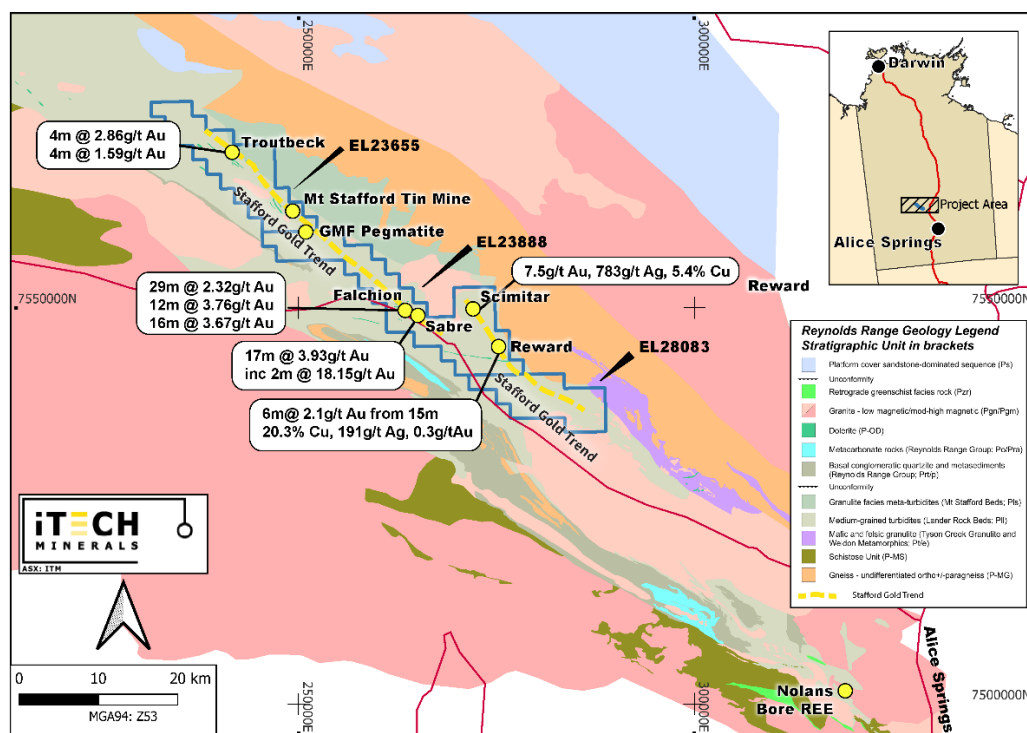 250000E
300000E
Darwin
Project Area
Alice Springs
4m @ 2.86g/t Au
4m @ 1.59g/t Au
Troutbeck
EL23655
Mt Stafford Tin Mine
GMF Pegmatite
Stafford Gold Trend
EL23888
7.5g/t Au, 783g/t Ag, 5.4% Cu
Reward
7550000N
7550000N
29m @ 2.32g/t Au
12m @ 3.76g/t Au
16m @ 3.67g/t Au
Falchion
Scimitar
Sabre
Reward
EL28083
17m @ 3.93g/t Au
inc 2m @ 18.15g/t Au
6m@ 2.1g/t Au from 15m
20.3% Cu, 191g/t Ag, 0.3g/tAu
Stafford Gold Trend
Reynolds Range Geology Legend
Stratigraphic Unit in brackets
Platform cover sandstone-dominated sequence (Ps)
Unconformity
Retrograde greenschist facies rock (Pzr)
Granite - low magnetic/mod-high magnetic (Pgn/Pgm)
Dolerite (P-OD)
Metacarbonate rocks (Reynolds Range Group: Po/Pm)
Basal conglomeratic quartzite and metasediments
(Reynolds Range Group; Prt/p)
Unconformity
Granulite facies meta-turbidites (Mt Stafford Beds; Pls)
Medium-grained turbidites (Lander Rock Beds; Pll)
Mafic and felsic granulite (Tyson Creek Granulite and
Weldon Metamorphics; Pt/e)
Schistose Unit (P-MS)
Gneiss - undifferentiated ortho+/-paragneiss (P-MG)
Stafford Gold Trend
iTECH
MINERALS
ASX: ITM
0 10 20 km
MGA94: Z53
250000E
300000E
Nolans
Bore REE
7500000N
Alice Springs